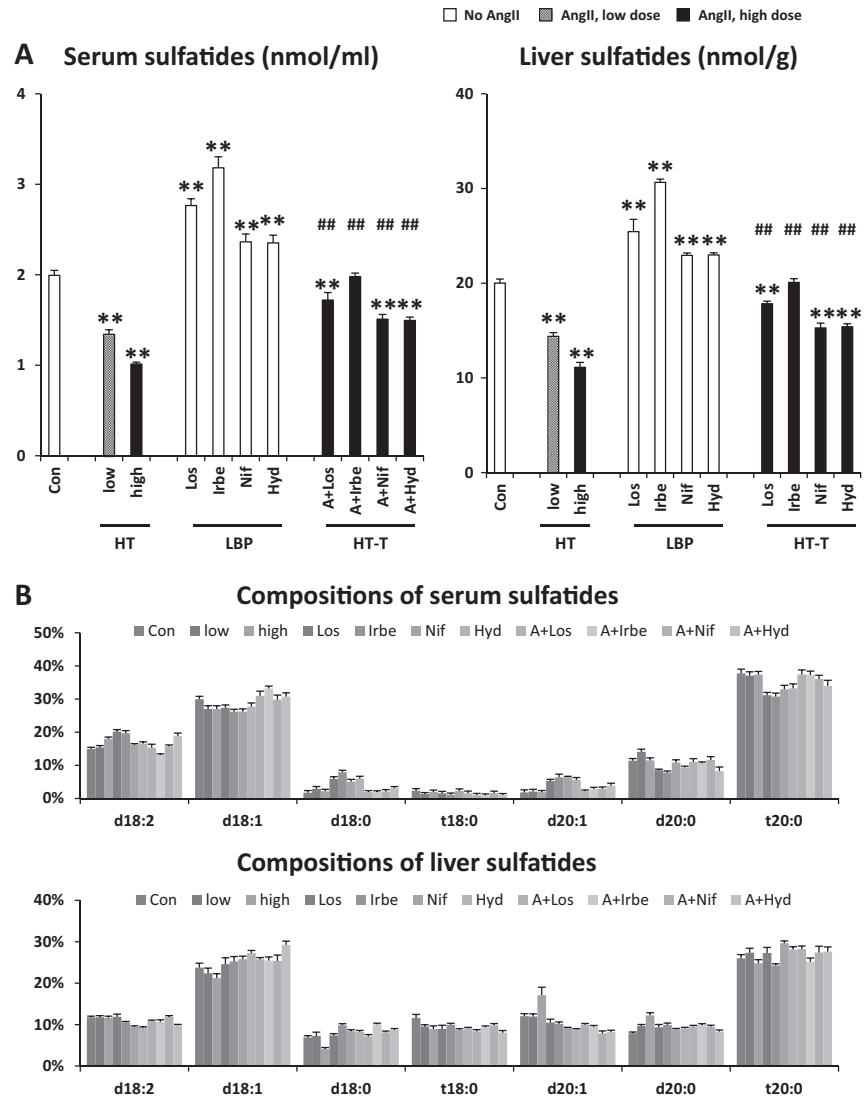 No AngII AngII, low dose AngII, high dose
A Serum sulfatides (nmol/ml)
4
3
2
1
0
** ** ** ** ** ** ** ** ****
## ## ## ##
Con low high Los Irbe Nif Hyd A+Los A+Irbe A+Nif A+Hyd
HT LBP HT-T
Liver sulfatides (nmol/g)
40
30
20
10
0
** ** ** ** **** ** ****
## ## ## ##
Con low high Los Irbe Nif Hyd Los Irbe Nif Hyd
HT LBP HT-T
B Compositions of serum sulfatides
Con low high Los Irbe Nif Hyd A+Los A+Irbe A+Nif A+Hyd
50%
40%
30%
20%
10%
0%
d18:2 d18:1 d18:0 t18:0 d20:1 d20:0 t20:0
Compositions of liver sulfatides
Con low high Los Irbe Nif Hyd A+Los A+Irbe A+Nif A+Hyd
40%
30%
20%
10%
0%
d18:2 d18:1 d18:0 t18:0 d20:1 d20:0 t20:0